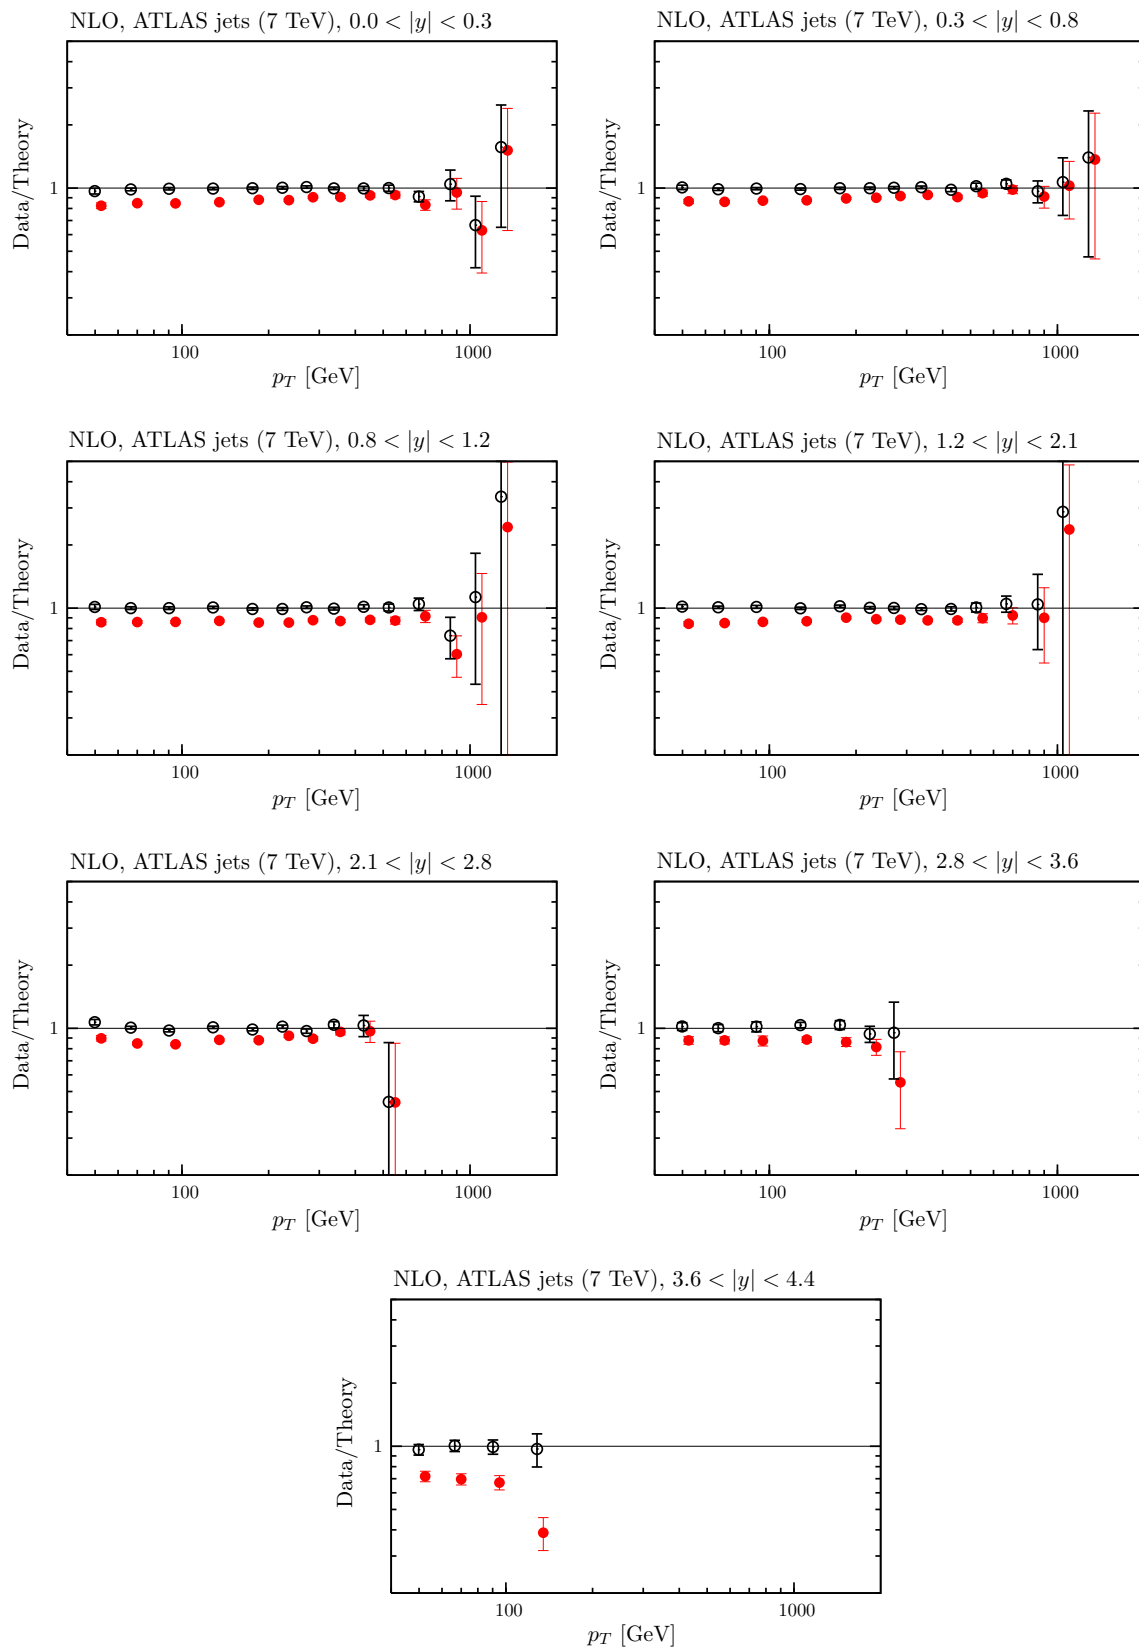 NLO, ATLAS jets (7 TeV), 0.0 < |y| < 0.3
Data/Theory
1
100
1000
p_T [GeV]
NLO, ATLAS jets (7 TeV), 0.3 < |y| < 0.8
Data/Theory
1
100
1000
p_T [GeV]
NLO, ATLAS jets (7 TeV), 0.8 < |y| < 1.2
Data/Theory
1
100
1000
p_T [GeV]
NLO, ATLAS jets (7 TeV), 1.2 < |y| < 2.1
Data/Theory
1
100
1000
p_T [GeV]
NLO, ATLAS jets (7 TeV), 2.1 < |y| < 2.8
Data/Theory
1
100
1000
p_T [GeV]
NLO, ATLAS jets (7 TeV), 2.8 < |y| < 3.6
Data/Theory
1
100
1000
p_T [GeV]
NLO, ATLAS jets (7 TeV), 3.6 < |y| < 4.4
Data/Theory
1
100
1000
p_T [GeV]